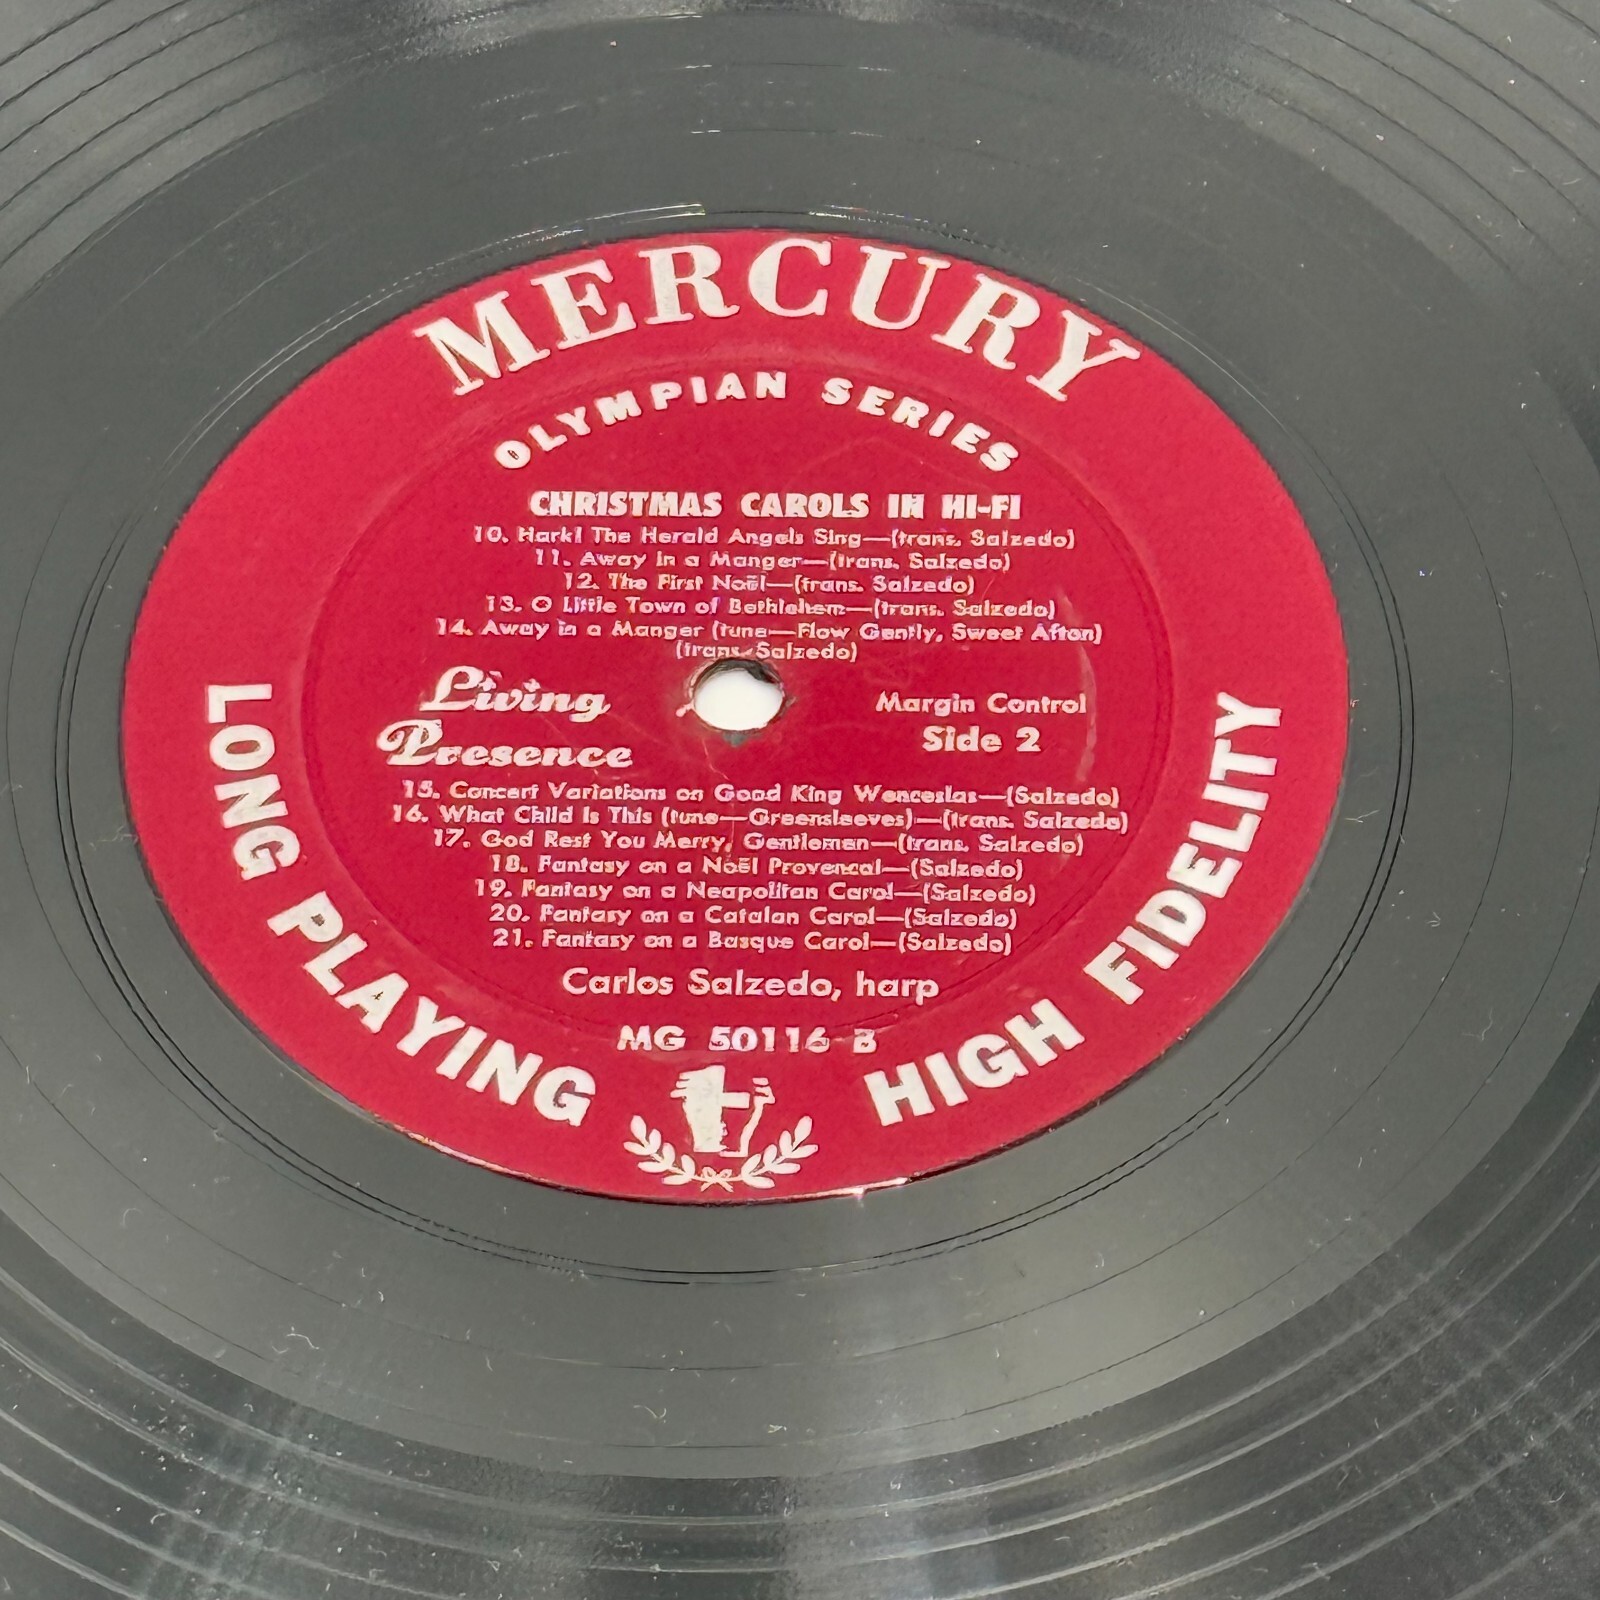 MERCURY
OLYMPIAN SERIES
CHRISTMAS CAROLS IN HI-FI
10. Hark! The Herald Angels Sing—(trans. Salzedo)
11. Away in a Manger—(trans. Salzedo)
12. The First Noël—(trans. Salzedo)
13. O Little Town of Bethlehem—(trans. Salzedo)
14. Away in a Manger (tune—Flow Gently, Sweet Afton)
(trans. Salzedo)
Living
Presence
Margin Control
Side 2
15. Concert Variations on Good King Wenceslas—(Salzedo)
16. What Child Is This (tune—Greensleeves)—(trans. Salzedo)
17. God Rest You Merry, Gentlemen—(trans. Salzedo)
18. Fantasy on a Noël Provencal—(Salzedo)
19. Fantasy on a Neapolitan Carol—(Salzedo)
20. Fantasy on a Catalan Carol—(Salzedo)
21. Fantasy on a Basque Carol—(Salzedo)
Carlos Salzedo, harp
MG 50116 B
LONG PLAYING
HIGH FIDELITY